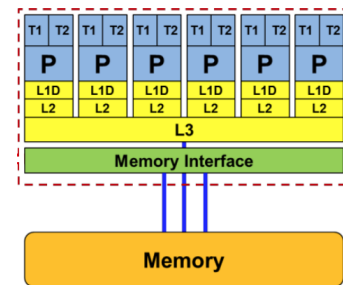 T1 T2 T1 T2 T1 T2 T1 T2 T1 T2 T1 T2
P P P P P P
L1D L1D L1D L1D L1D L1D
L2 L2 L2 L2 L2 L2
L3
Memory Interface
Memory